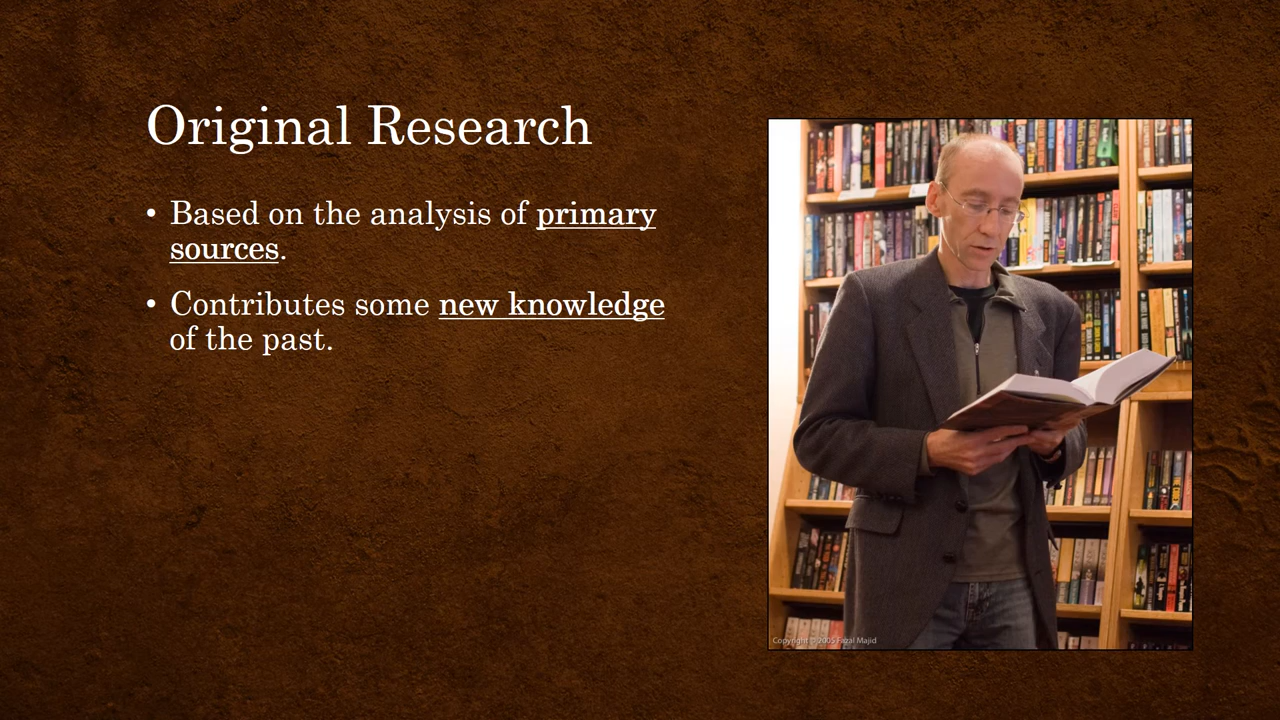 Original Research
• Based on the analysis of primary
sources.
• Contributes some new knowledge
of the past.
Copyright © 2005 Fazal Majid